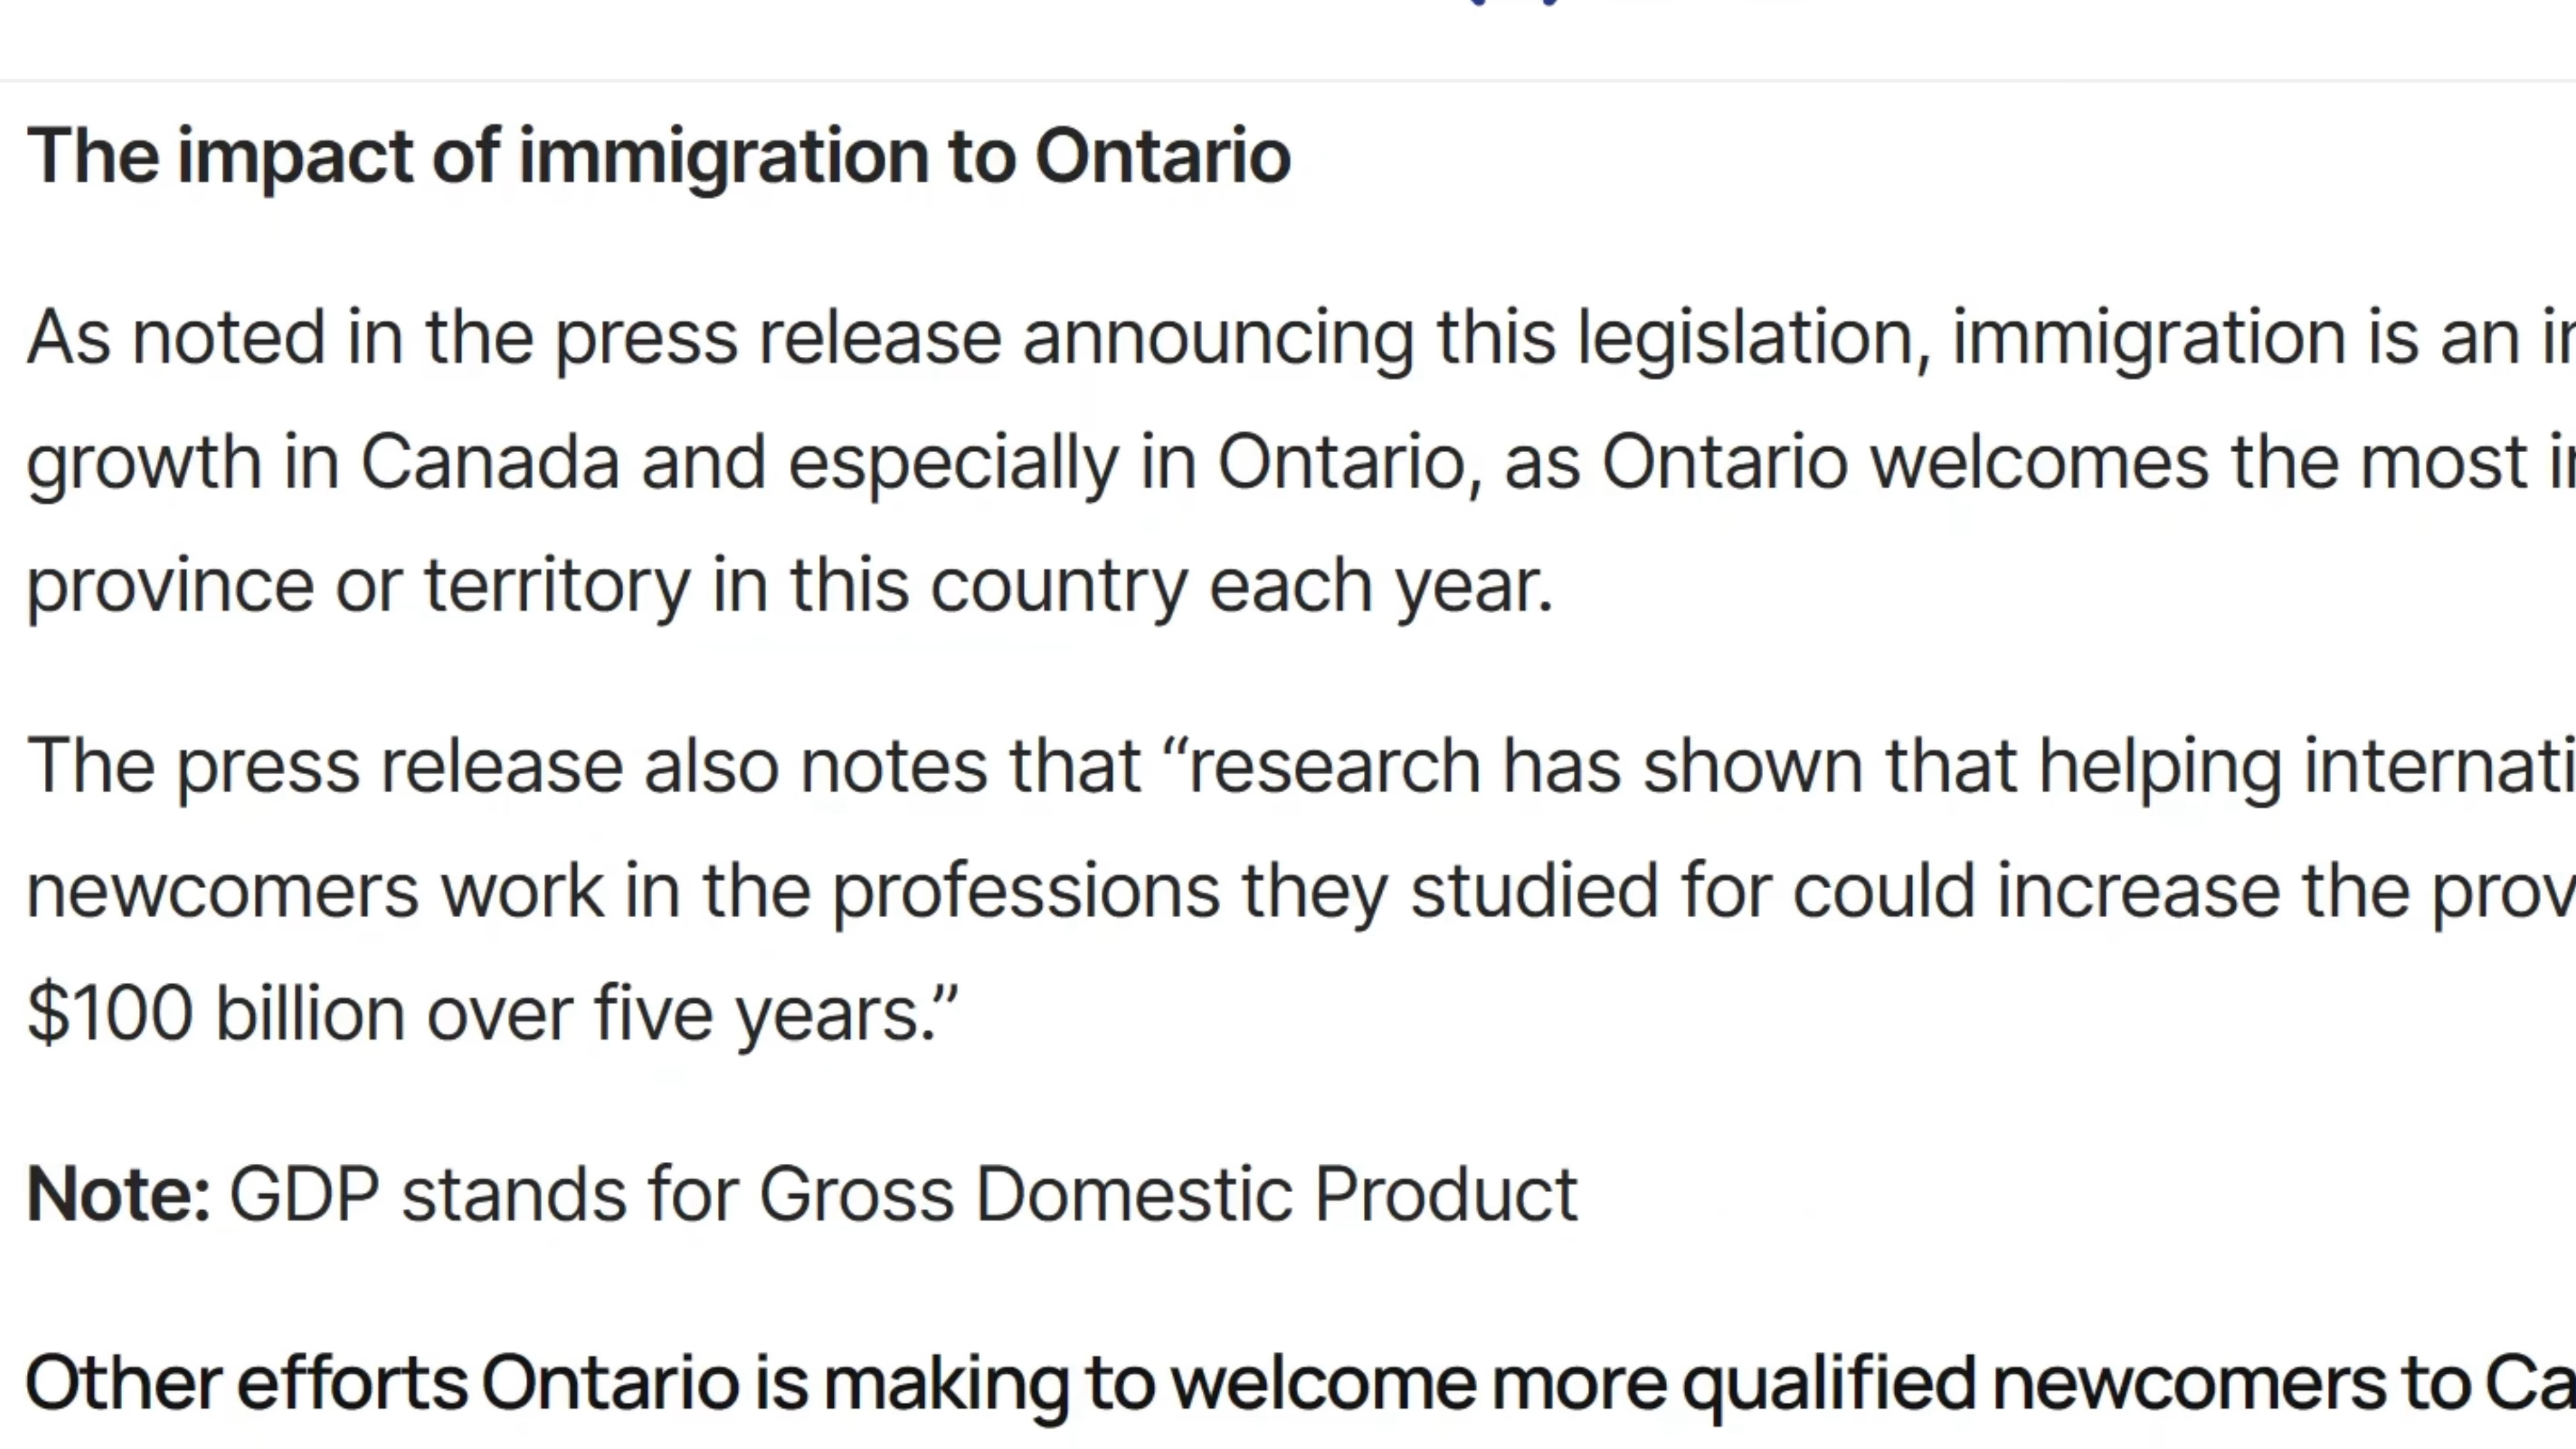 The impact of immigration to Ontario
As noted in the press release announcing this legislation, immigration is an
growth in Canada and especially in Ontario, as Ontario welcomes the most
province or territory in this country each year.
The press release also notes that “research has shown that helping internati
newcomers work in the professions they studied for could increase the prov
$100 billion over five years.”
Note: GDP stands for Gross Domestic Product
Other efforts Ontario is making to welcome more qualified newcomers to Ca